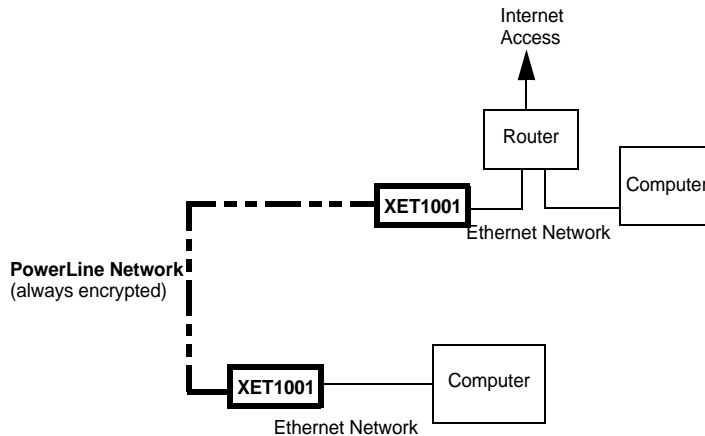 Internet
Access
Router
Computer
XET1001
Ethernet Network
PowerLine Network
(always encrypted)
XET1001
Computer
Ethernet Network